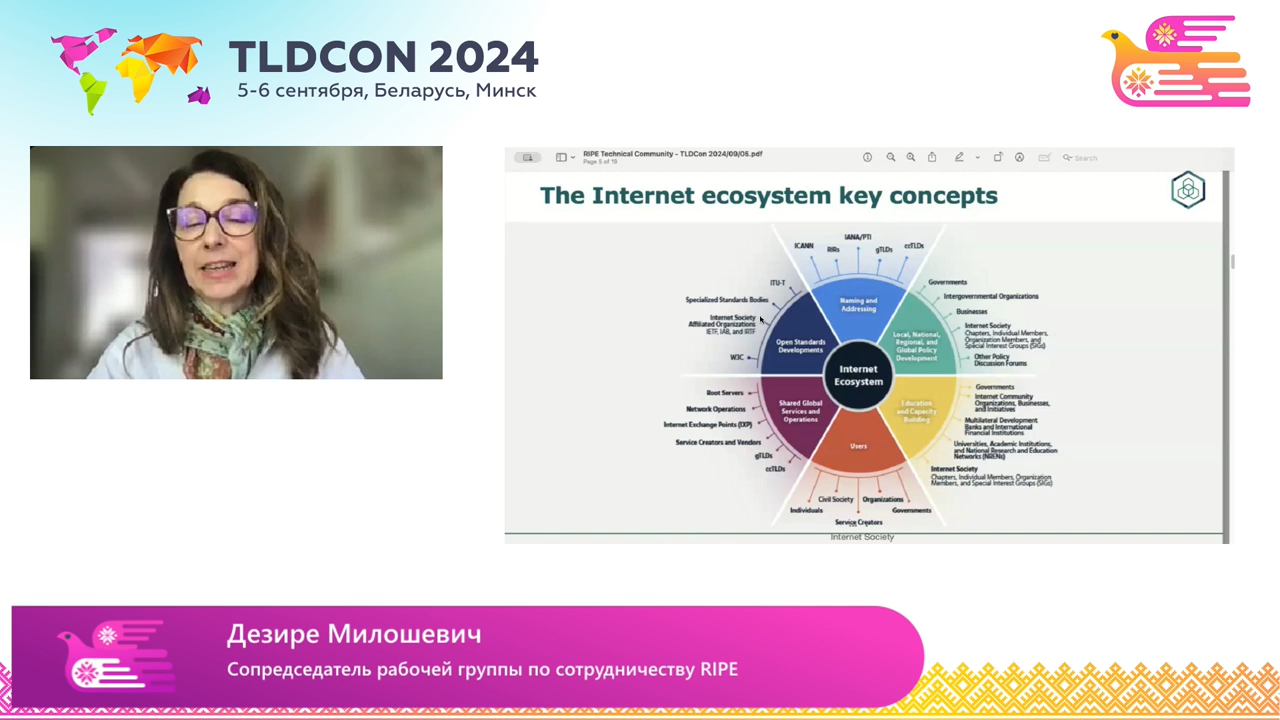 TLDCON 2024
5-6 сентября, Беларусь, Минск
RIPE Technical Community - TLDCon 2024/09/05.pdf
Page 5 of 19
Search
The Internet ecosystem key concepts
IANA/PTI
ICANN
RIRs
gTLDs
ccTLDs
ITU-T
Specialized Standards Bodies
Internet Society
Affiliated Organizations
IETF, IAB, and IRTF
W3C
Naming and
Addressing
Open Standards
Developments
Local, National,
Regional, and
Global Policy
Development
Internet
Ecosystem
Shared Global
Services and
Operations
Education
and Capacity
Building
Users
Governments
Intergovernmental Organizations
Businesses
Internet Society
Chapters, Individual Members,
Organization Members, and
Special Interest Groups (SIGs)
Other Policy
Discussion Forums
Root Servers
Network Operations
Internet Exchange Points (IXP)
Service Creators and Vendors
gTLDs
ccTLDs
Governments
Internet Community
Organizations, Businesses,
and Initiatives
Multilateral Development
Banks and International
Financial Institutions
Universities, Academic Institutions,
and National Research and Education
Networks (NRENs)
Internet Society
Chapters, Individual Members, Organization
Members, and Special Interest Groups (SIGs)
Civil Society
Organizations
Individuals
Governments
Service Creators
Internet Society
Дезире Милошевич
Сопредседатель рабочей группы по сотрудничеству RIPE